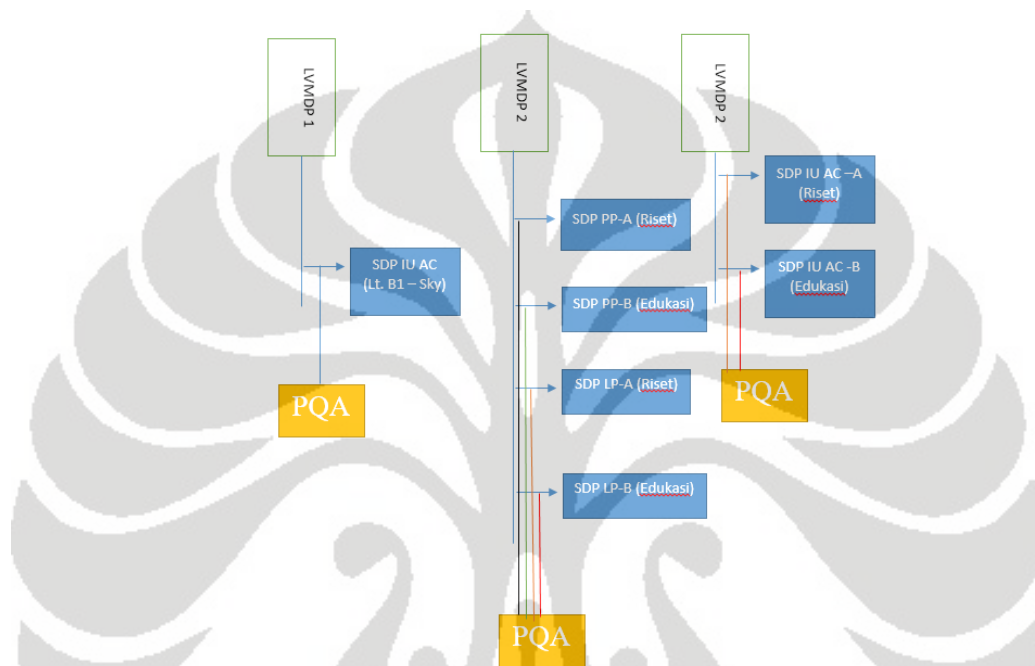 LVMDP 1
LVMDP 2
LVMDP 2
SDP IU AC –A
(Riset)
SDP PP-A (Riset)
SDP IU AC
(Lt. B1 – Sky)
SDP IU AC -B
(Edukasi)
SDP PP-B (Edukasi)
SDP LP-A (Riset)
PQA
PQA
SDP LP-B (Edukasi)
PQA